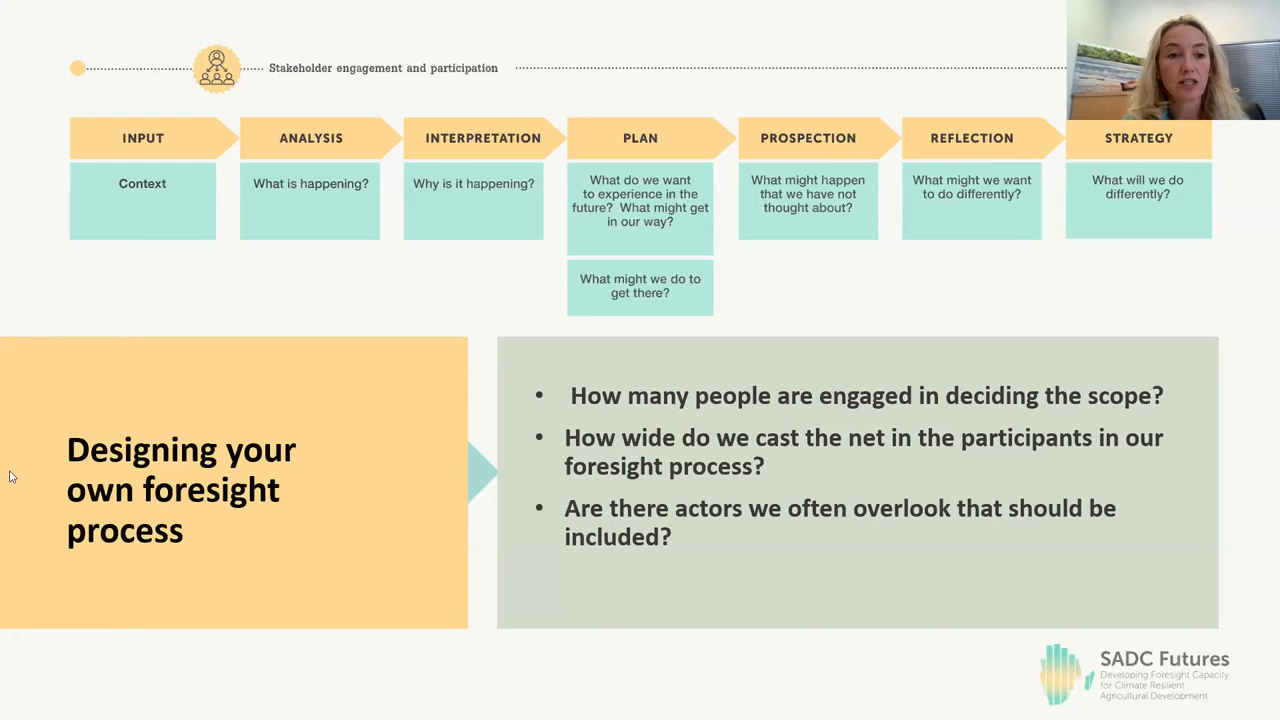 Stakeholder engagement and participation
INPUT
ANALYSIS
INTERPRETATION
PLAN
PROSPECTION
REFLECTION
STRATEGY
Context
What is happening?
Why is it happening?
What do we want
to experience in the
future? What might get
in our way?
What might happen
that we have not
thought about?
What might we want
to do differently?
What will we do
differently?
What might we do to
get there?
Designing your
own foresight
process
• How many people are engaged in deciding the scope?
• How wide do we cast the net in the participants in our
foresight process?
• Are there actors we often overlook that should be
included?
SADC Futures
Developing Foresight Capacity
for Climate Resilient
Agricultural Development